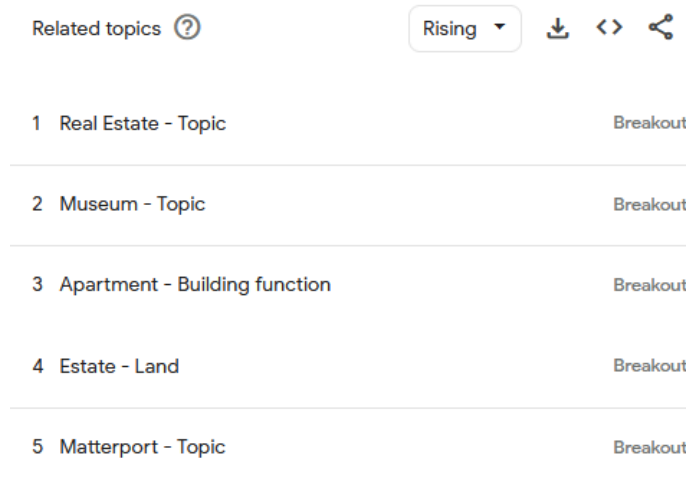 Related topics
Rising
1 Real Estate - Topic Breakout
2 Museum - Topic Breakout
3 Apartment - Building function Breakout
4 Estate - Land Breakout
5 Matterport - Topic Breakout